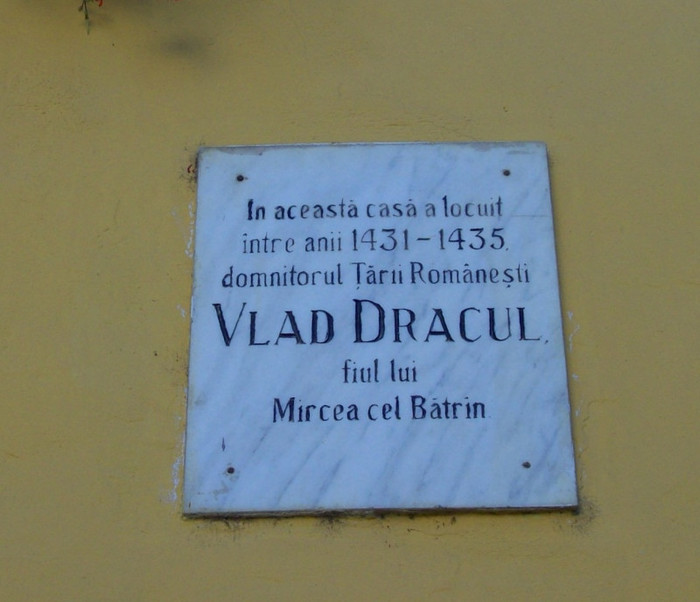 In această casă a locuit
între anii 1431-1435,
domnitorul Țării Românești
VLAD DRACUL,
fiul lui
Mircea cel Bătrîn